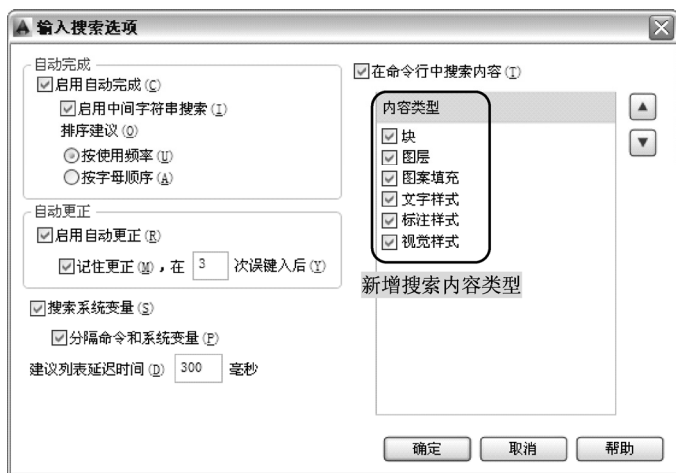 输入搜索选项
自动完成
启用自动完成(C)
启用中间字符串搜索(I)
排序建议(O)
按使用频率(U)
按字母顺序(A)
自动更正
启用自动更正(R)
记住更正(M),在 3 次误键入后(Y)
搜索系统变量(S)
分隔命令和系统变量(P)
建议列表延迟时间(D) 300 毫秒
在命令行中搜索内容(T)
内容类型
块
图层
图案填充
文字样式
标注样式
视觉样式
新增搜索内容类型
确定 取消 帮助